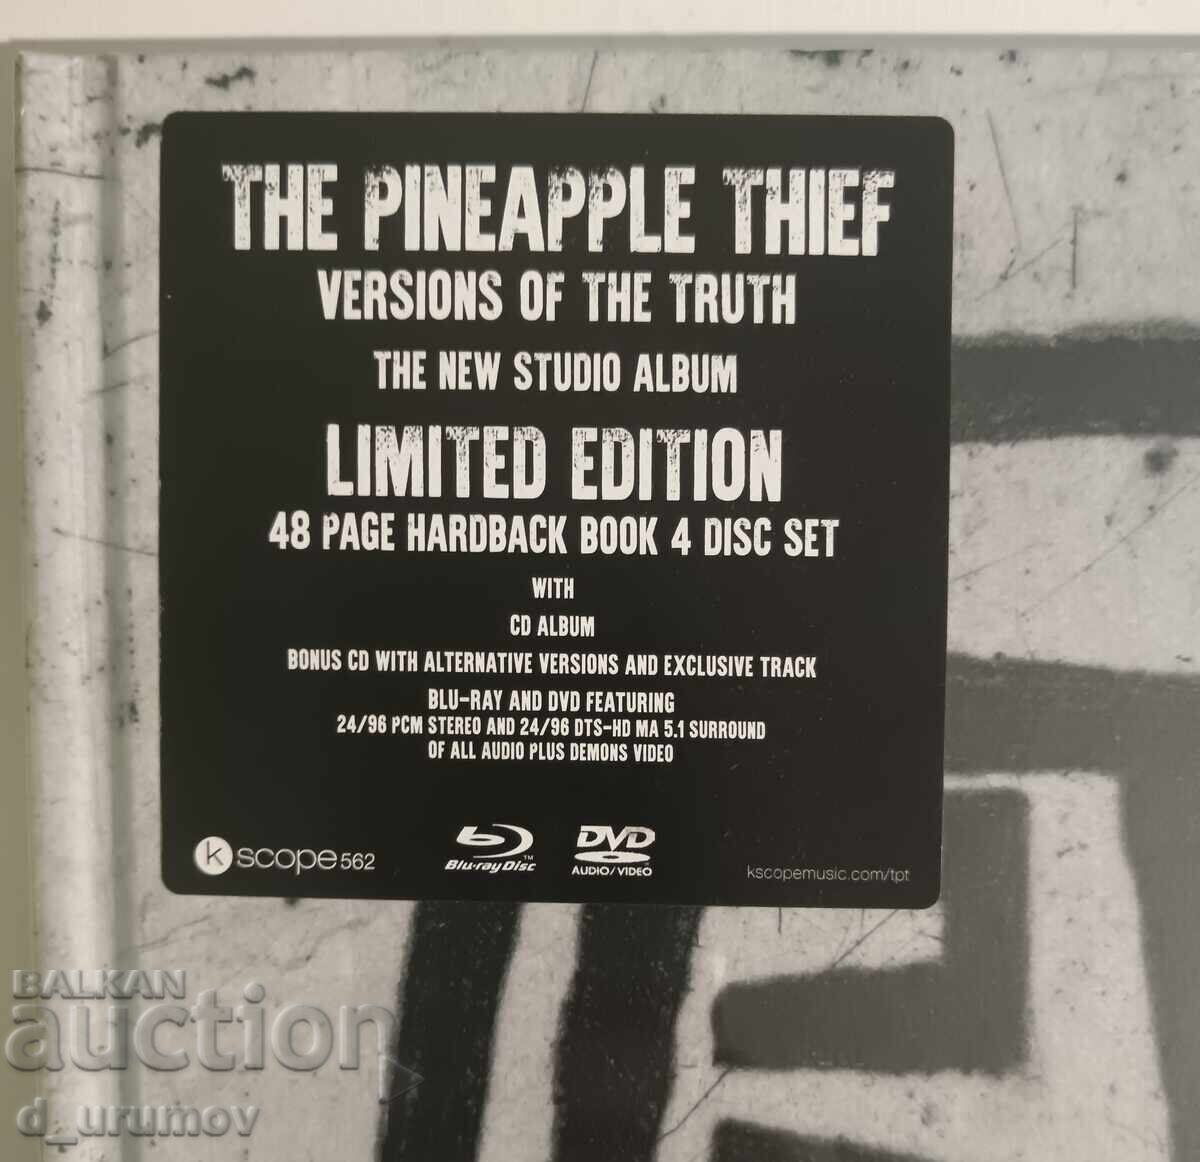 THE PINEAPPLE THIEF
VERSIONS OF THE TRUTH
THE NEW STUDIO ALBUM
LIMITED EDITION
48 PAGE HARDBACK BOOK 4 DISC SET
WITH
CD ALBUM
BONUS CD WITH ALTERNATIVE VERSIONS AND EXCLUSIVE TRACK
BLU-RAY AND DVD FEATURING
24/96 PCM STEREO AND 24/96 DTS-HD MA 5.1 SURROUND
OF ALL AUDIO PLUS DEMONS VIDEO
kscope562
Blu-ray Disc™
DVD
AUDIO/VIDEO
kscopemusic.com/tpt
BALKAN
auction
d_urumov